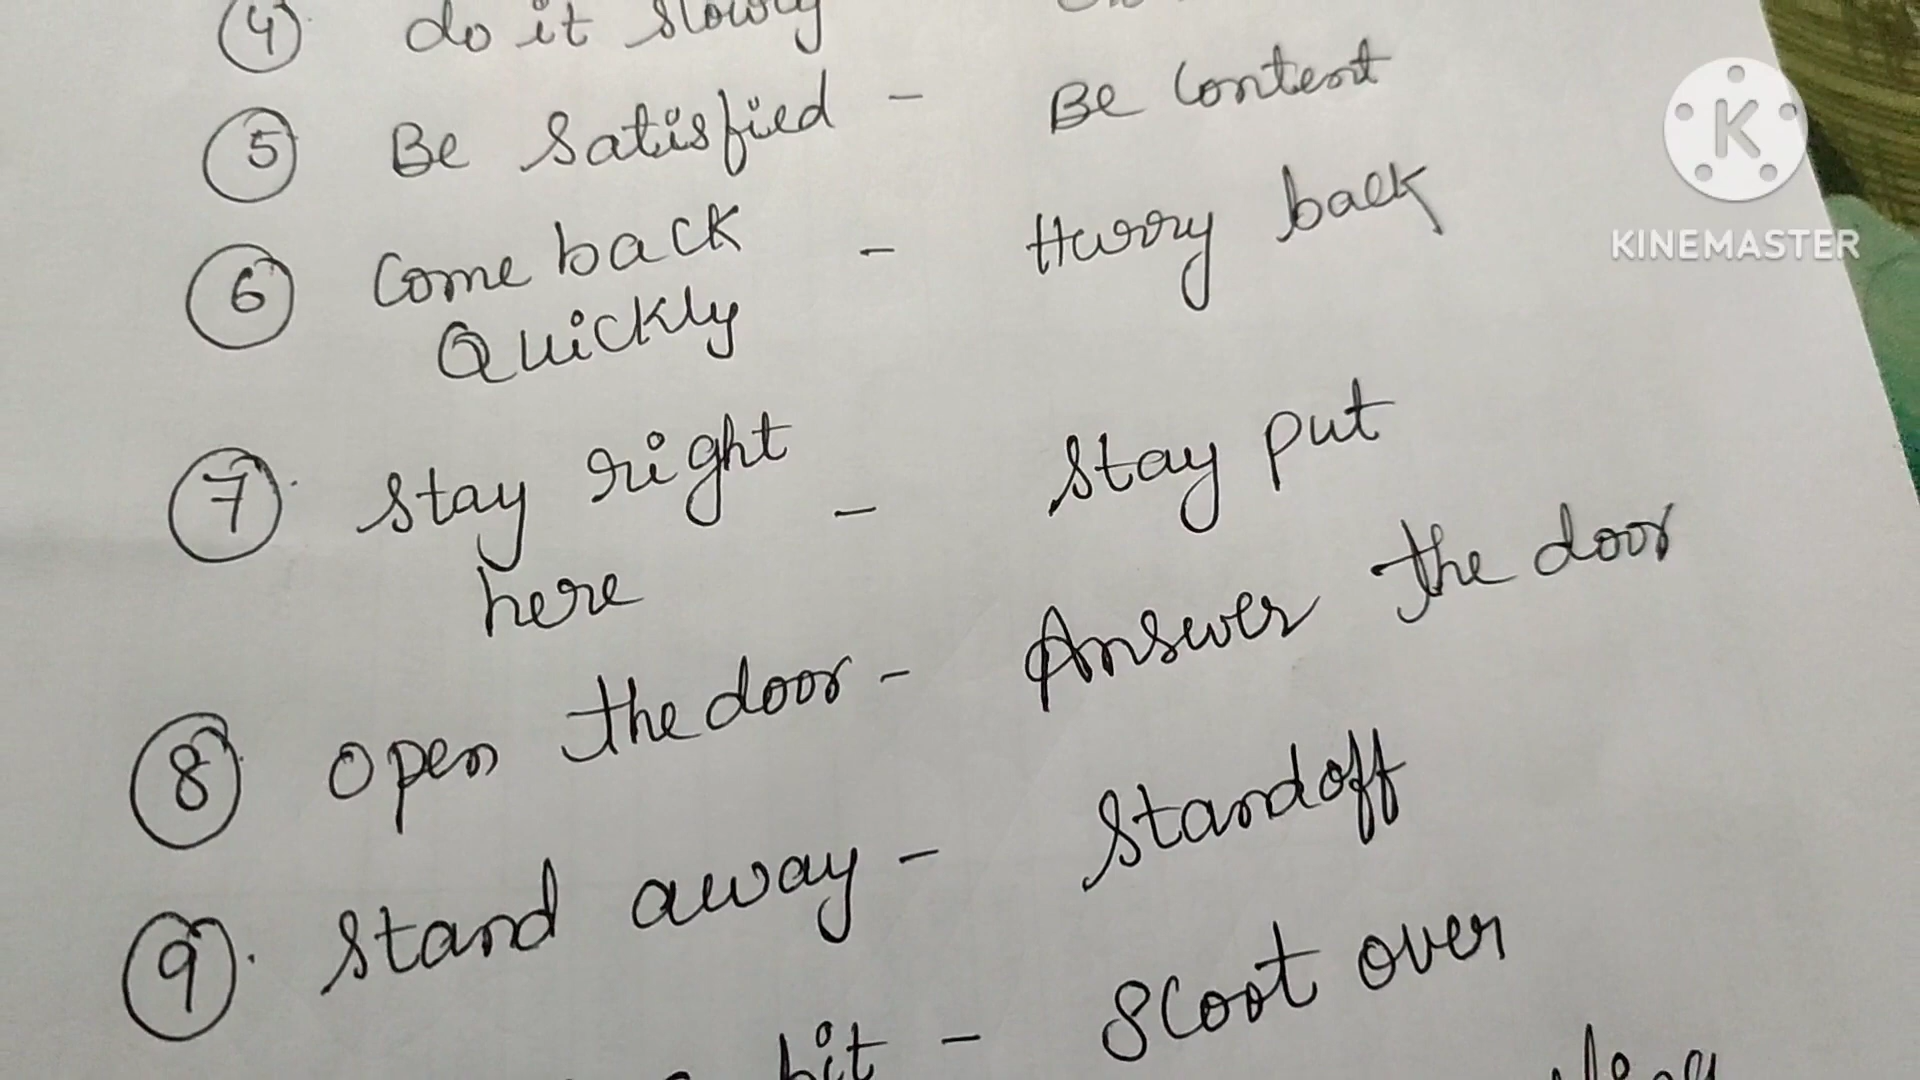 4 do it slowly
5 Be satisfied - Be content
6 Come back - Hurry back
Quickly
7. stay right - stay put
here
8 open the door - Answer the door
9. stand away - standoff
bit - scoot over
K
KINEMASTER